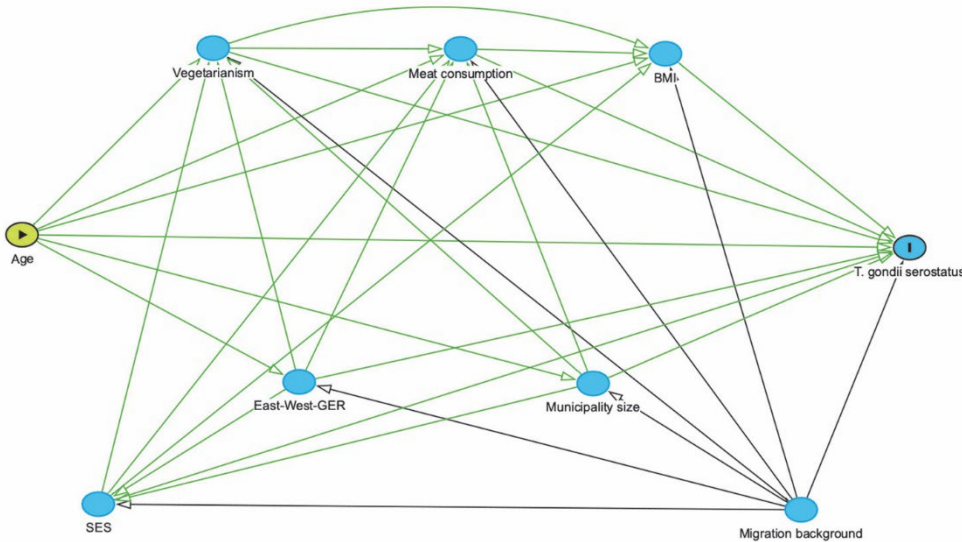 Vegetarianism
Meat consumption
BMI
Age
T. gondii serostatus
East-West-GER
Municipality size
SES
Migration background